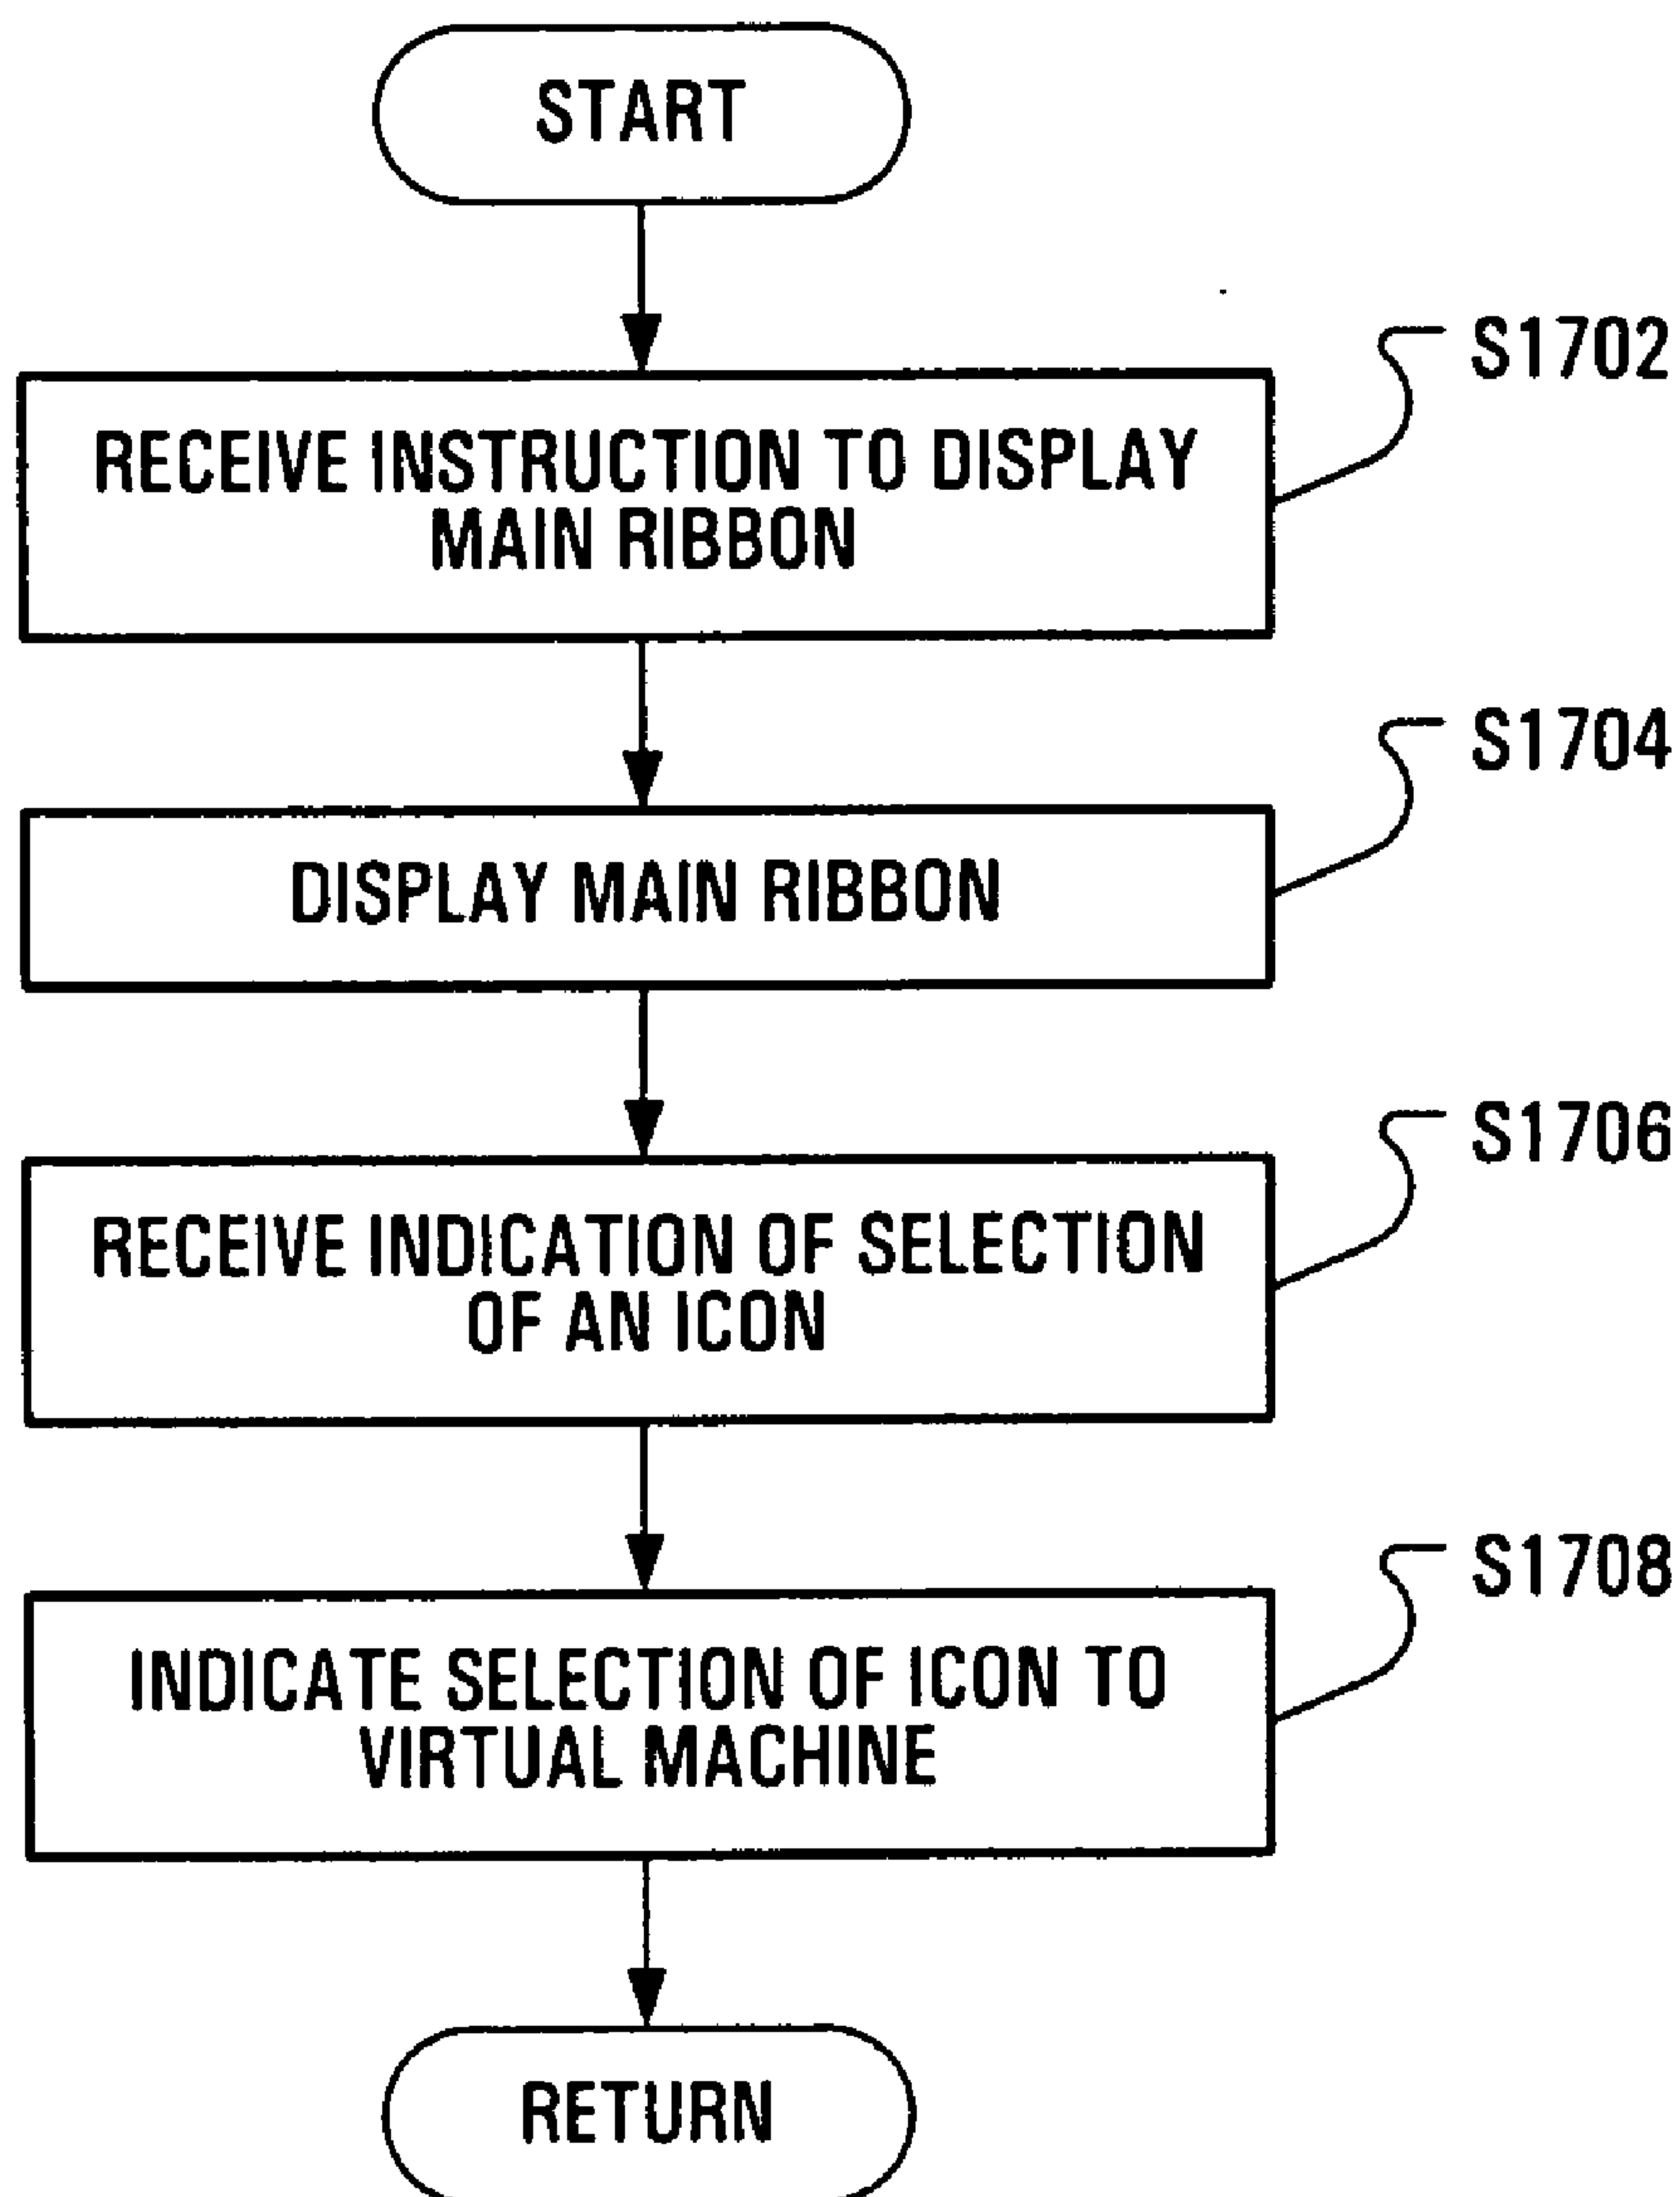 START
S1702
RECEIVE INSTRUCTION TO DISPLAY
MAIN RIBBON
S1704
DISPLAY MAIN RIBBON
S1706
RECEIVE INDICATION OF SELECTION
OF AN ICON
S1708
INDICATE SELECTION OF ICON TO
VIRTUAL MACHINE
RETURN